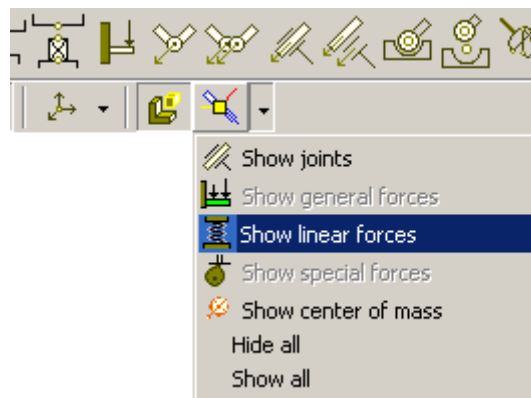 Show joints
Show general forces
Show linear forces
Show special forces
Show center of mass
Hide all
Show all